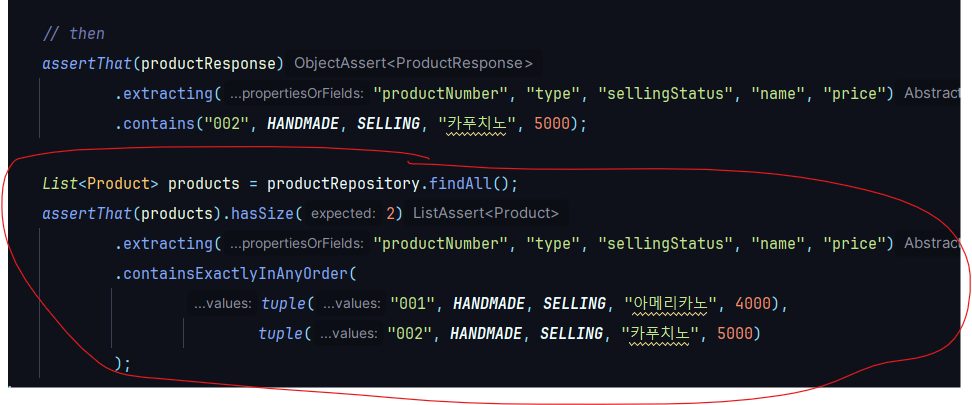 // then
assertThat(productResponse) ObjectAssert<ProductResponse>
.extracting( ...propertiesOrFields: "productNumber", "type", "sellingStatus", "name", "price") Abstract
.contains("002", HANDMADE, SELLING, "카푸치노", 5000);
List<Product> products = productRepository.findAll();
assertThat(products).hasSize( expected: 2) ListAssert<Product>
.extracting( ...propertiesOrFields: "productNumber", "type", "sellingStatus", "name", "price") Abstract
.containsExactlyInAnyOrder(
...values: tuple( ...values: "001", HANDMADE, SELLING, "아메리카노", 4000),
tuple( ...values: "002", HANDMADE, SELLING, "카푸치노", 5000)
);